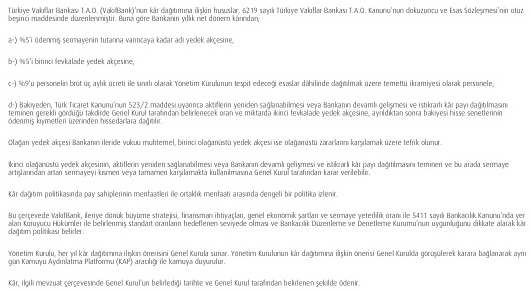 Türkiye Vakıflar Bankası T.A.O. (VakıfBank)'nun kâr dağıtımına ilişkin hususlar, 6219 sayılı Türkiye Vakıflar Bankası T.A.O. Kanunu'nun dokuzuncu ve Esas Sözleşmesi'nin otuz
beşinci maddesinde düzenlenmiştir. Buna göre Bankanın yıllık net dönem kârından;
a-) %5'i ödenmiş sermayenin tutarına varıncaya kadar adi yedek akçesine,
b-) %5'i birinci fevkalade yedek akçesine,
c-) %9'u personelin brüt üç aylık ücreti ile sınırlı olarak Yönetim Kurulunun tespit edeceği esaslar dâhilinde dağıtılmak üzere temettü ikramiyesi olarak personele,
d-) Bakiyeden, Türk Ticaret Kanunu'nun 523/2 maddesi uyarınca aktiflerin yeniden sağlanabilmesi veya Bankanın devamlı gelişmesi ve istikrarlı kâr payı dağıtılmasını
teminen gerekli gördüğü takdirde Genel Kurul tarafından belirlenecek oran ve miktarda ikinci fevkalade yedek akçesine, ayrıldıktan sonra bakiyesi hisse senetlerinin
ödenmiş kıymetleri üzerinden hissedarlara dağıtılır.
Olağan yedek akçesi Bankanın ileride vukuu muhtemel, birinci olağanüstü yedek akçesi ise olağanüstü zararlarını karşılamak üzere tefrik olunur.
İkinci olağanüstü yedek akçesinin, aktiflerin yeniden sağlanabilmesi veya Bankanın devamlı gelişmesi ve istikrarlı kâr payı dağıtılmasını teminen ve bu arada sermaye
artışlarından artan sermayeyi kısmen veya tamamen karşılamakta kullanılmasına Genel Kurul tarafından karar verilebilir.
Kâr dağıtım politikasında pay sahiplerinin menfaatleri ile ortaklık menfaati arasında dengeli bir politika izlenir.
Bu çerçevede VakıfBank, ileriye dönük büyüme stratejisi, finansman ihtiyaçları, genel ekonomik şartları ve sermaye yeterlilik oranı ile 5411 sayılı Bankacılık Kanunu'nda yer
alan Koruyucu Hükümler ile belirlenmiş standart oranların hedeflenen seviyede olması ve Bankacılık Düzenleme ve Denetleme Kurumu'nun uygunluğunu dikkate alarak kâr
dağıtım politikası belirler.
Yönetim Kurulu, her yıl kâr dağıtımına ilişkin önerisini Genel Kurula sunar. Yönetim Kurulunun kâr dağıtımına ilişkin önerisi Genel Kurulda görüşülerek karara bağlanarak aynı
gün Kamuyu Aydınlatma Platformu (KAP) aracılığı ile kamuya duyurulur.
Kâr, ilgili mevzuat çerçevesinde Genel Kurul'un belirlediği tarihte ve Genel Kurul tarafından belirlenen şekilde ödenir.